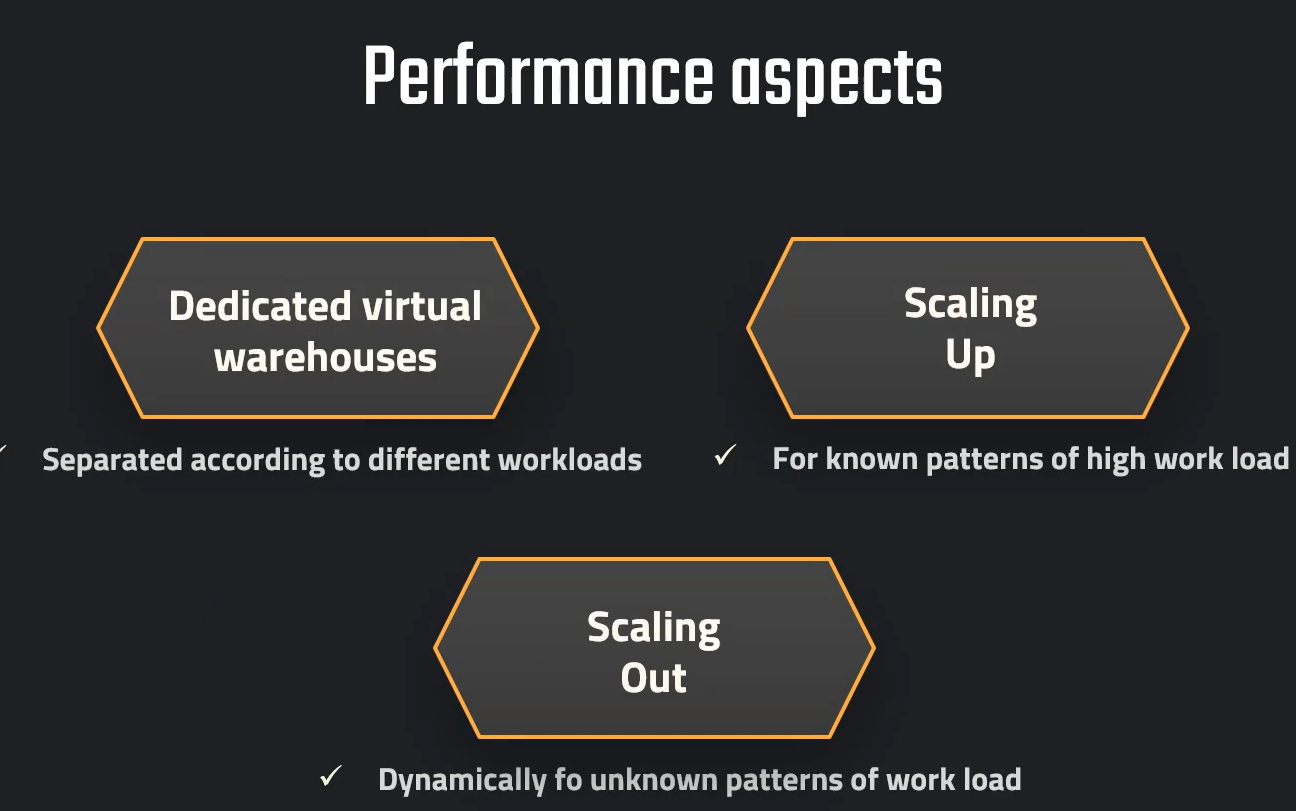 Performance aspects
Dedicated virtual
warehouses
✓ Separated according to different workloads
Scaling
Up
✓ For known patterns of high work load
Scaling
Out
✓ Dynamically fo unknown patterns of work load